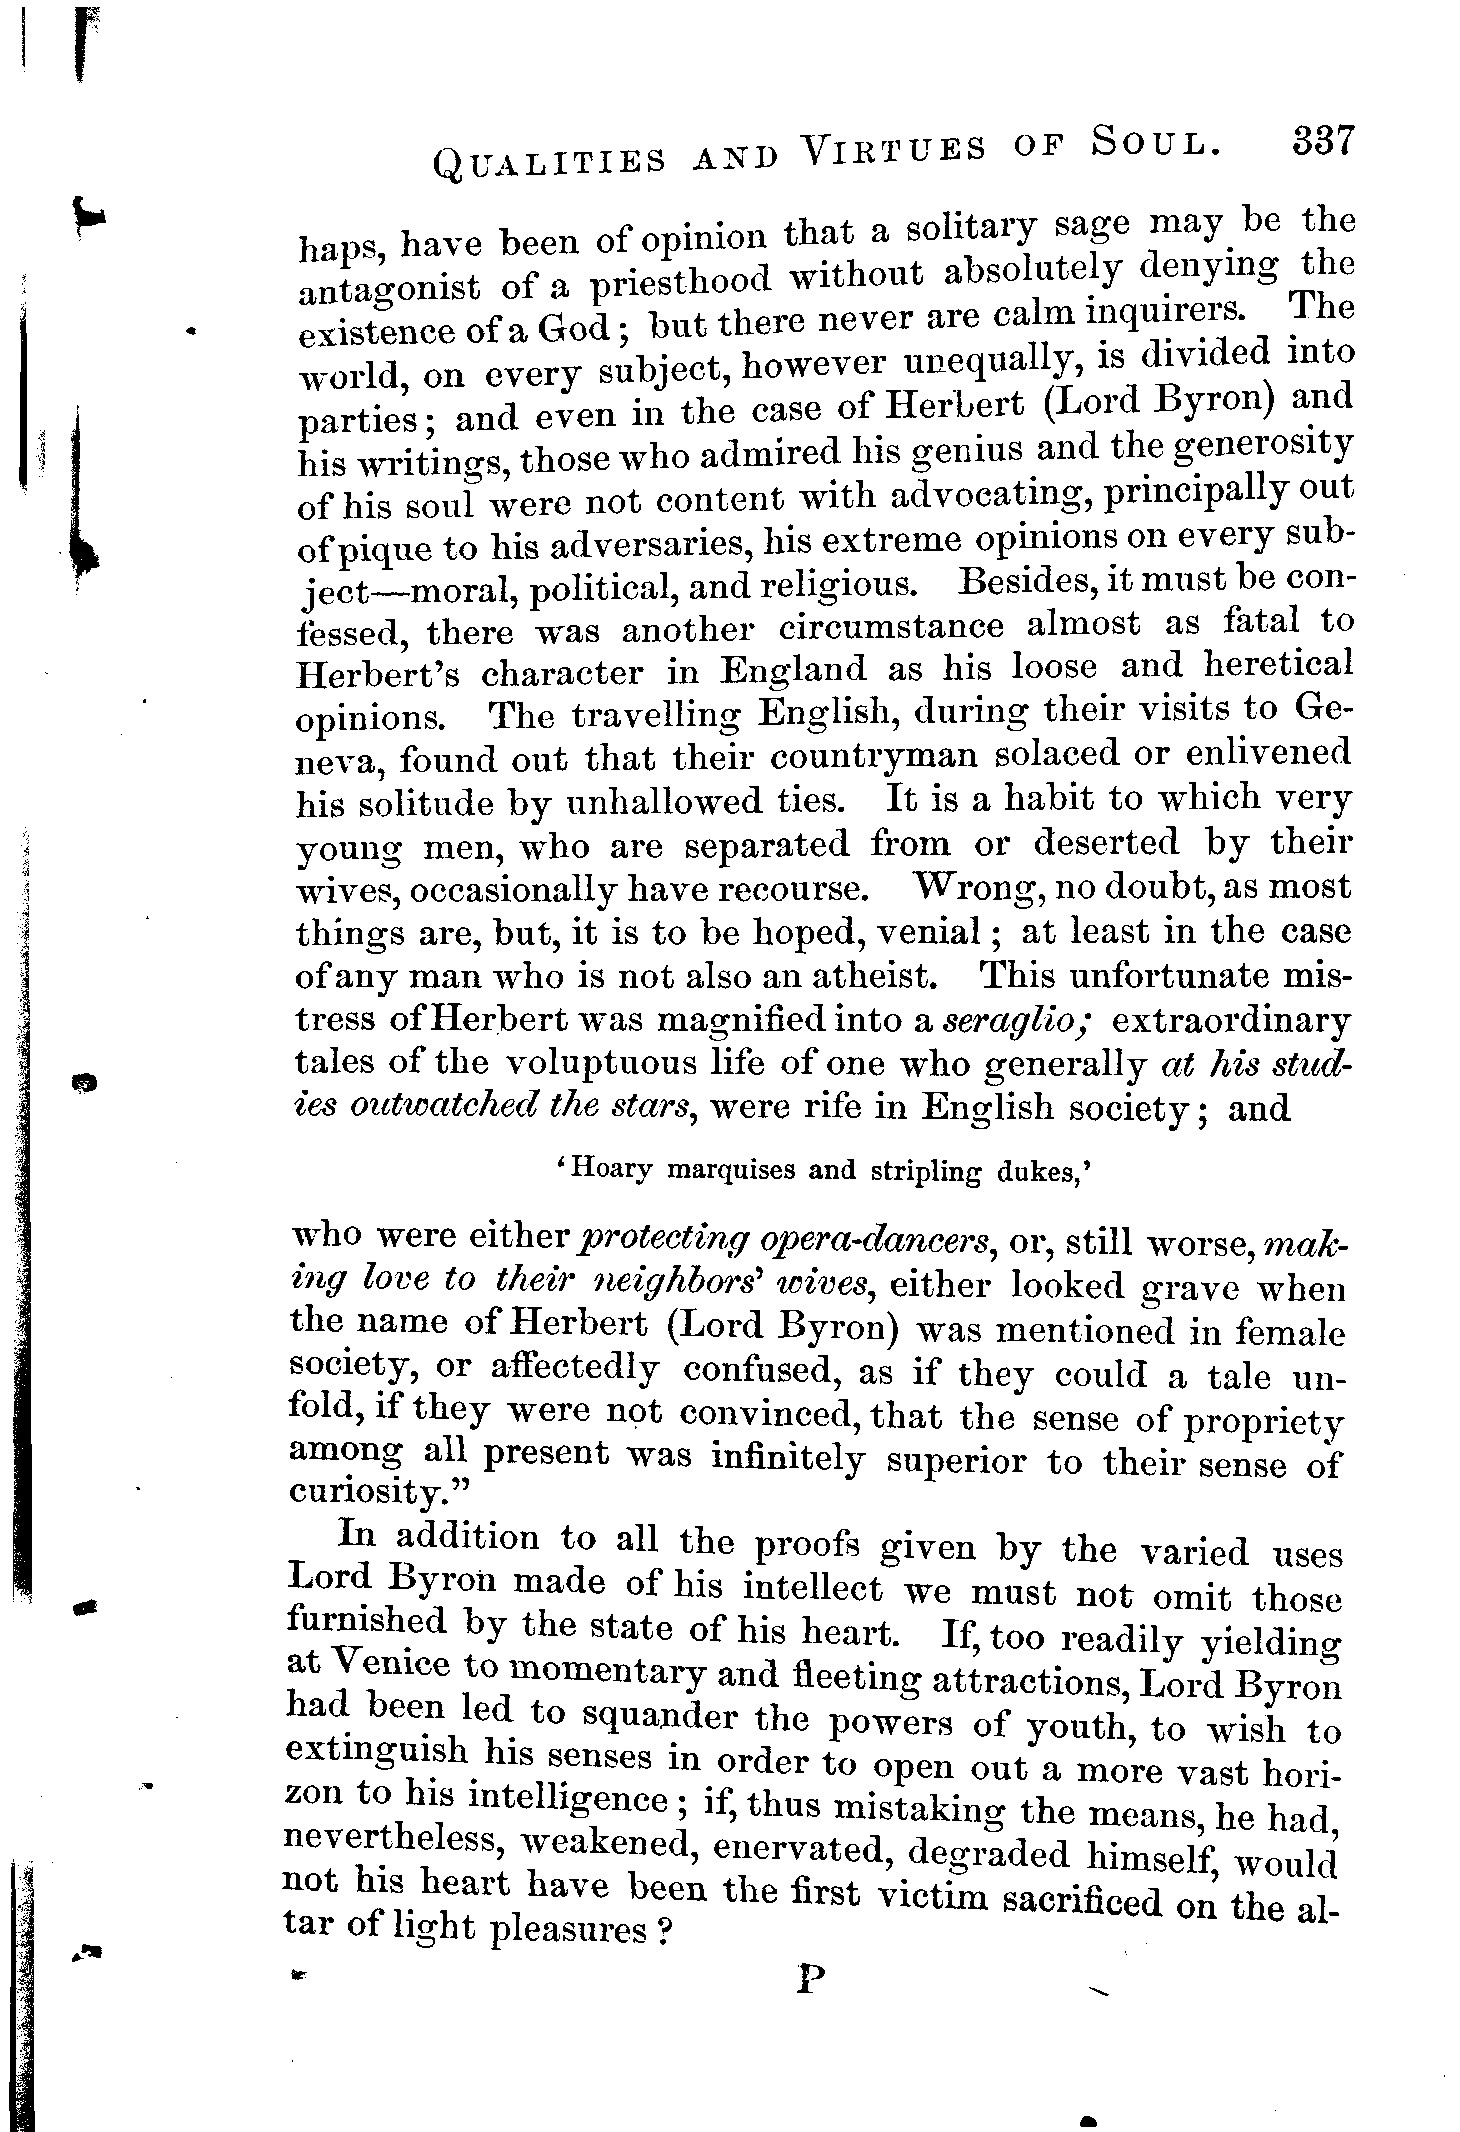 QUALITIES AND VIRTUES OF SOUL. 337
haps, have been of opinion that a solitary sage may be the
antagonist of a priesthood without absolutely denying the
existence of a God; but there never are calm inquirers. The
world, on every subject, however unequally, is divided into
parties; and even in the case of Herbert (Lord Byron) and
his writings, those who admired his genius and the generosity
of his soul were not content with advocating, principally out
of pique to his adversaries, his extreme opinions on every sub-
ject—moral, political, and religious. Besides, it must be con-
fessed, there was another circumstance almost as fatal to
Herbert's character in England as his loose and heretical
opinions. The travelling English, during their visits to Ge-
neva, found out that their countryman solaced or enlivened
his solitude by unhallowed ties. It is a habit to which very
young men, who are separated from or deserted by their
wives, occasionally have recourse. Wrong, no doubt, as most
things are, but, it is to be hoped, venial; at least in the case
of any man who is not also an atheist. This unfortunate mis-
tress of Herbert was magnified into a seraglio; extraordinary
tales of the voluptuous life of one who generally at his stud-
ies outwatched the stars, were rife in English society; and
'Hoary marquises and stripling dukes,'
who were either protecting opera-dancers, or, still worse, mak-
ing love to their neighbors' wives, either looked grave when
the name of Herbert (Lord Byron) was mentioned in female
society, or affectedly confused, as if they could a tale un-
fold, if they were not convinced, that the sense of propriety
among all present was infinitely superior to their sense of
curiosity."
In addition to all the proofs given by the varied uses
Lord Byron made of his intellect we must not omit those
furnished by the state of his heart. If, too readily yielding
at Venice to momentary and fleeting attractions, Lord Byron
had been led to squander the powers of youth, to wish to
extinguish his senses in order to open out a more vast hori-
zon to his intelligence; if, thus mistaking the means, he had,
nevertheless, weakened, enervated, degraded himself, would
not his heart have been the first victim sacrificed on the al-
tar of light pleasures?
P